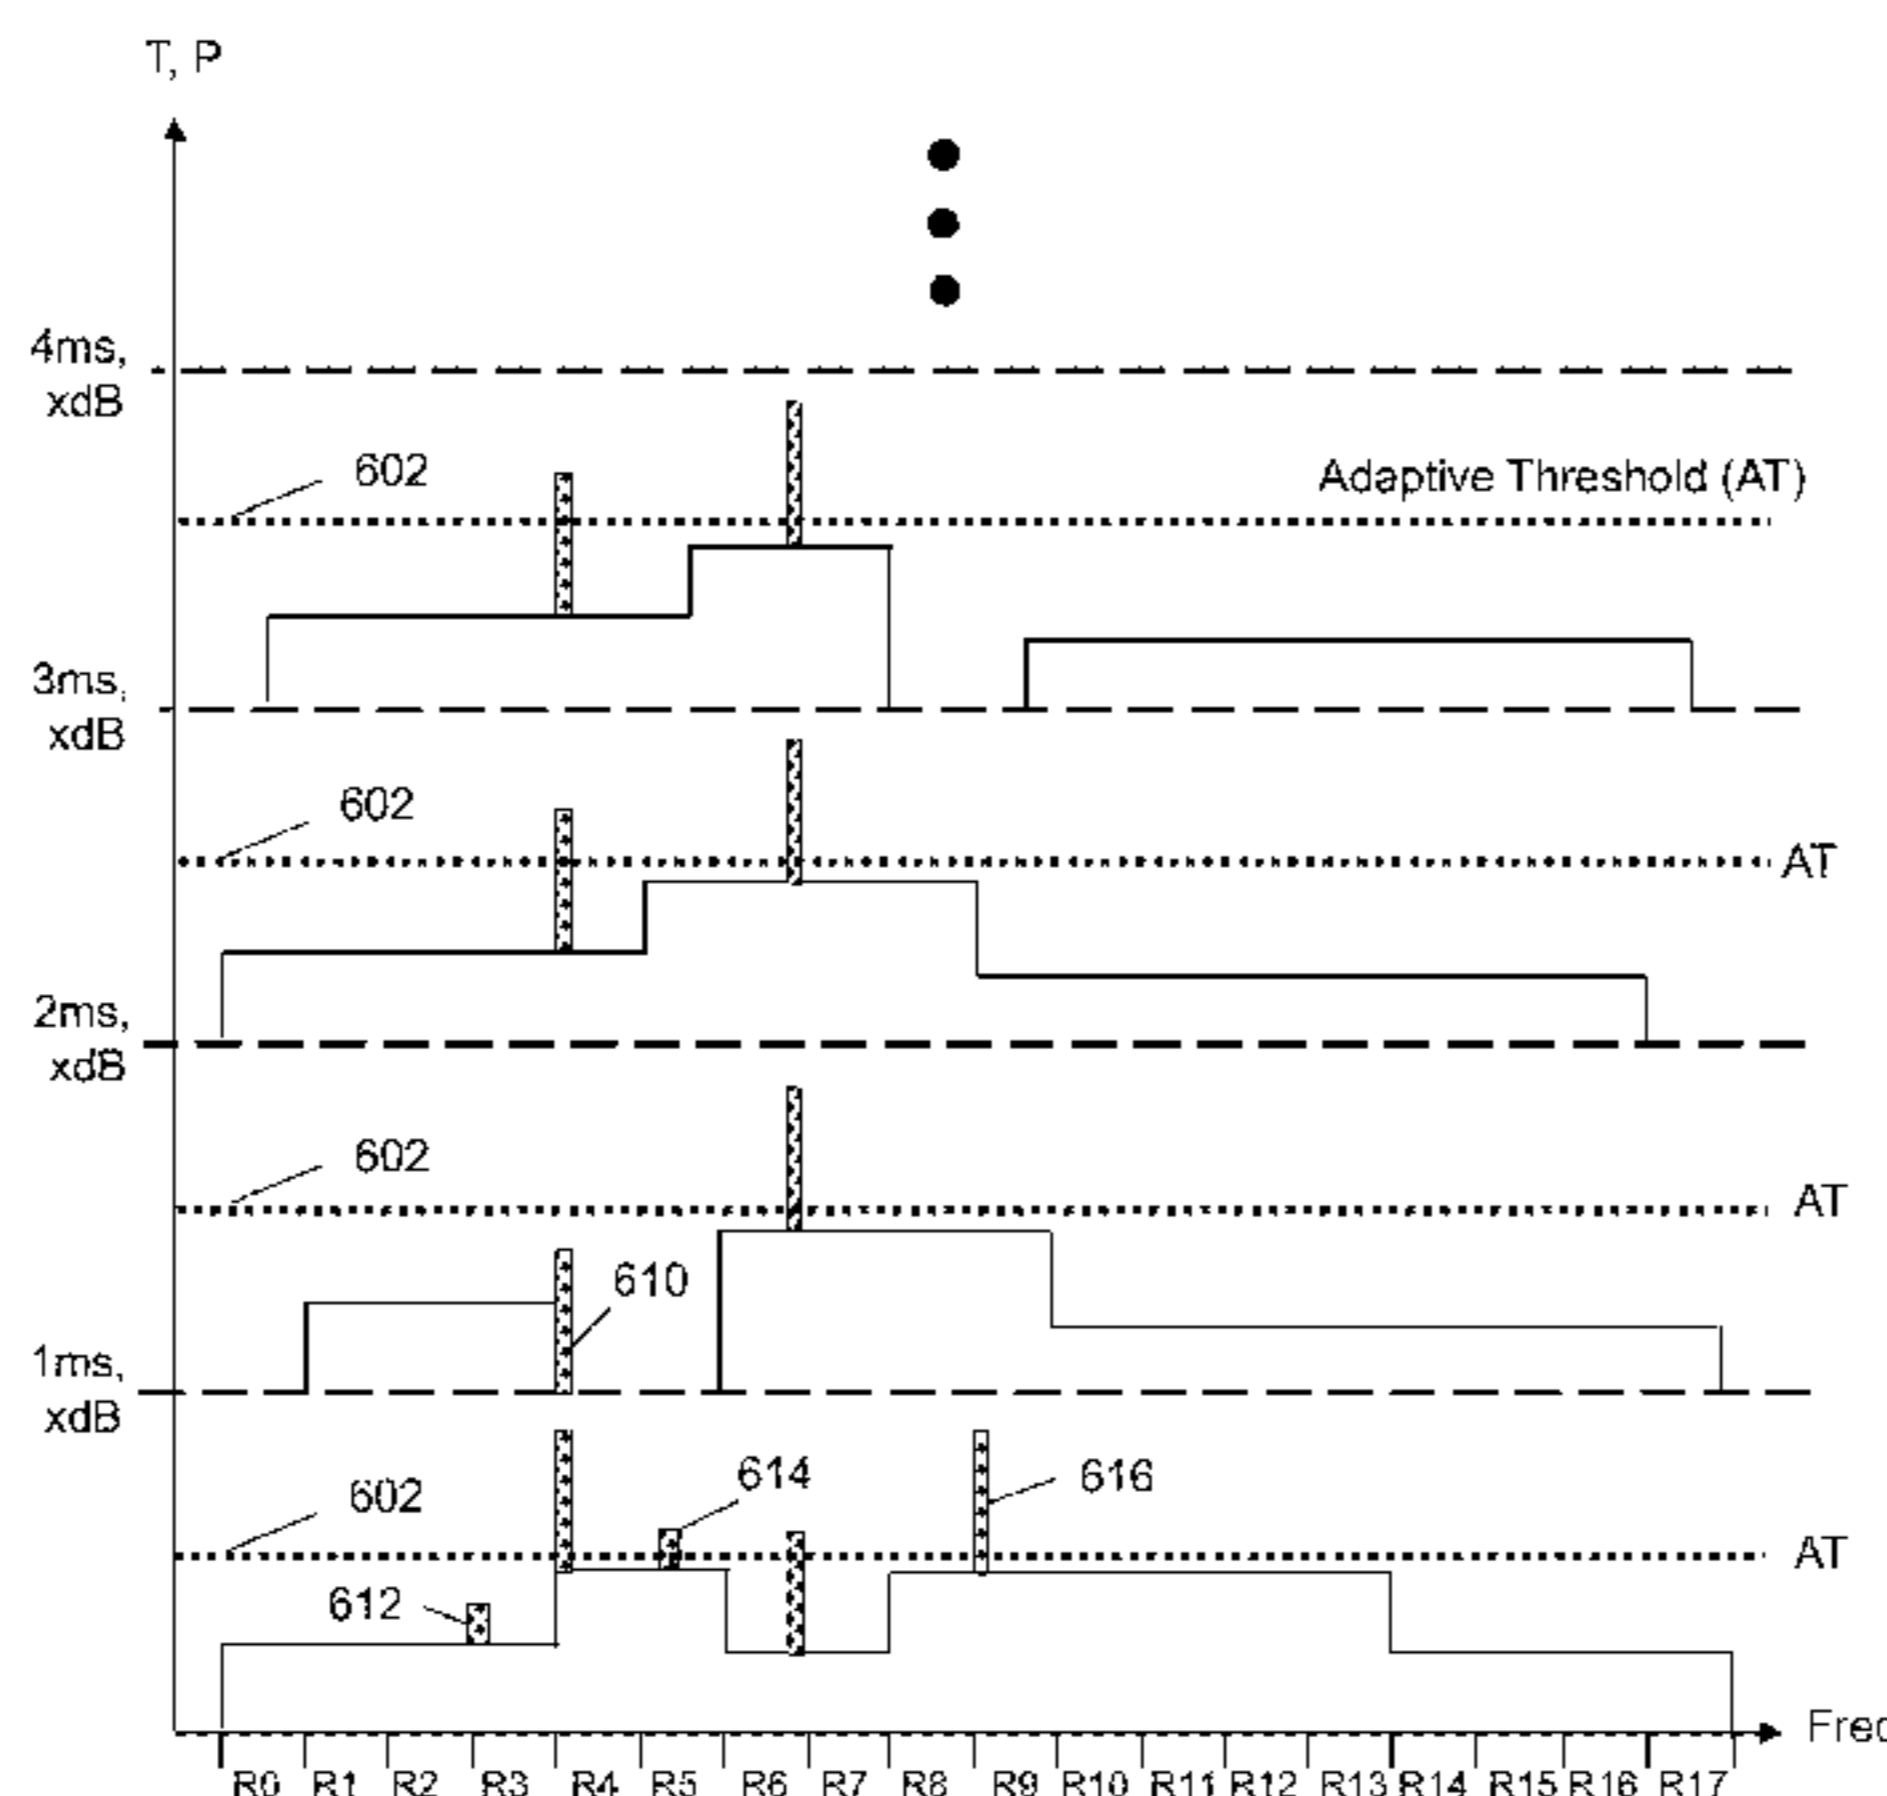 T, P
4ms,
xdB
602
Adaptive Threshold (AT)
3ms,
xdB
602
AT
2ms,
xdB
602
AT
610
1ms,
xdB
614
616
602
AT
612
R0 R1 R2 R3 R4 R5 R6 R7 R8 R9 R10 R11 R12 R13 R14 R15 R16 R17